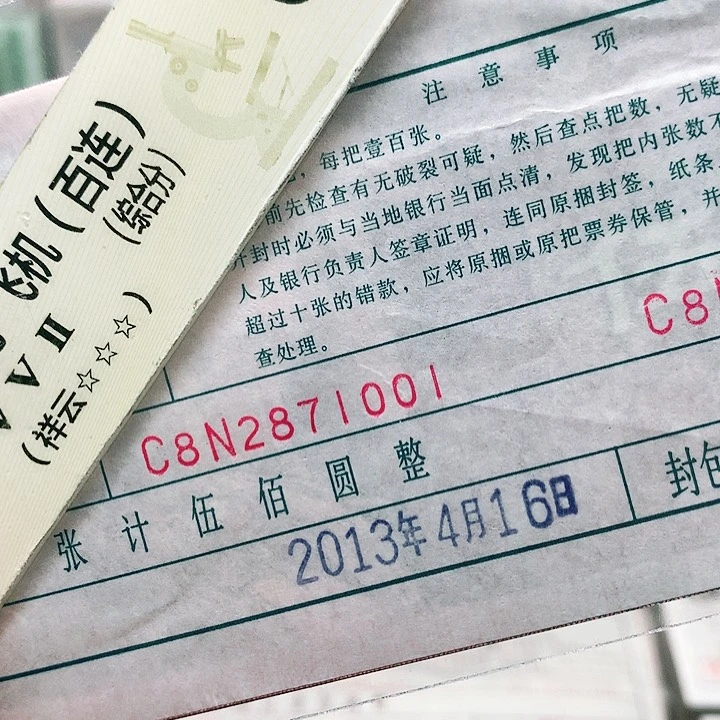 飞机（百连）
（综合分）
VVII
（祥云☆☆☆）
注意事项
，每把壹百张。
前先检查有无破裂可疑，然后查点把数，无疑
开封时必须与当地银行当面点清，发现把内张数不
人及银行负责人签章证明，连同原捆封签，纸条
超过十张的错款，应将原捆或原把票券保管，并
查处理。
C8N2871001
C8
张计伍佰圆整
2013年4月16日
封包